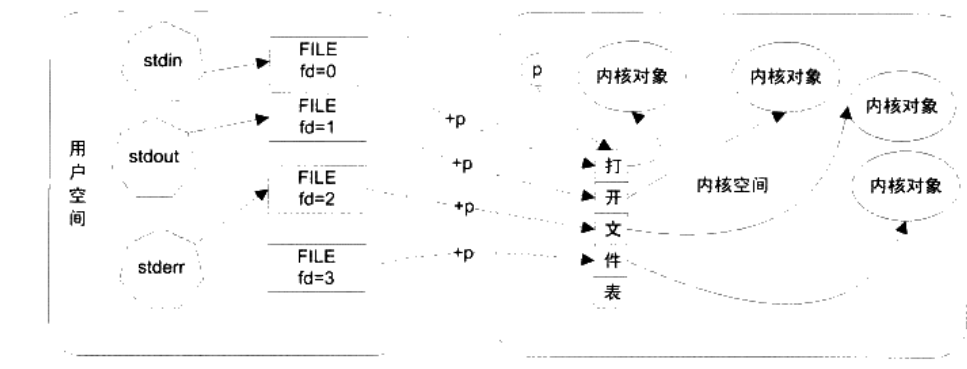 用户空间
stdin
stdout
stderr
FILE
fd=0
FILE
fd=1
FILE
fd=2
FILE
fd=3
+p
+p
+p
+p
p
打开文件表
内核对象
内核对象
内核对象
内核对象
内核空间